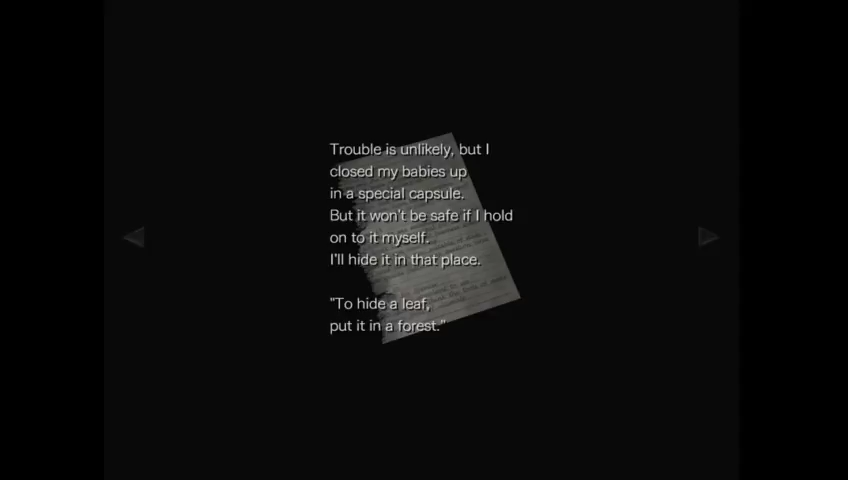 Trouble is unlikely, but I
closed my babies up
in a special capsule.
But it won't be safe if I hold
on to it myself.
I'll hide it in that place.
"To hide a leaf,
put it in a forest."